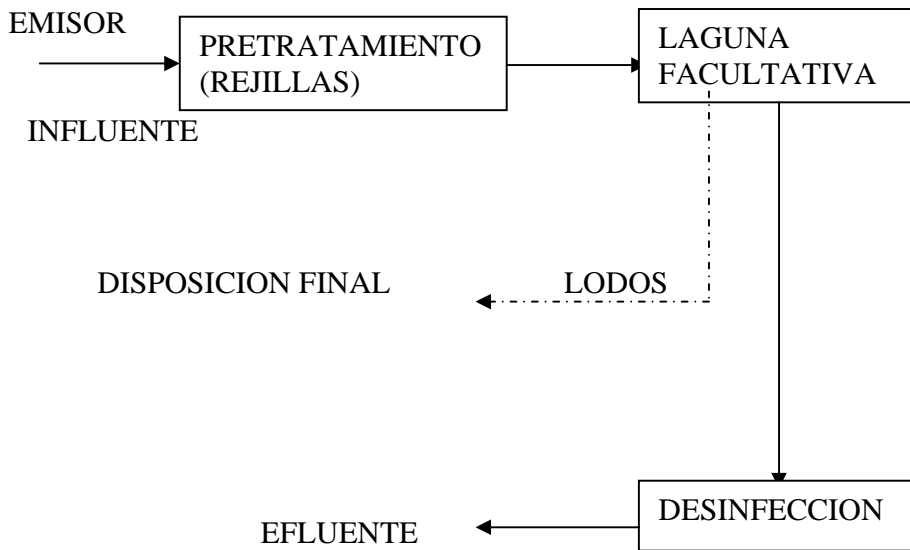 EMISOR
PRETRATAMIENTO
(REJILLAS)
LAGUNA
FACULTATIVA
INFLUENTE
DISPOSICION FINAL
LODOS
DESINFECCION
EFLUENTE